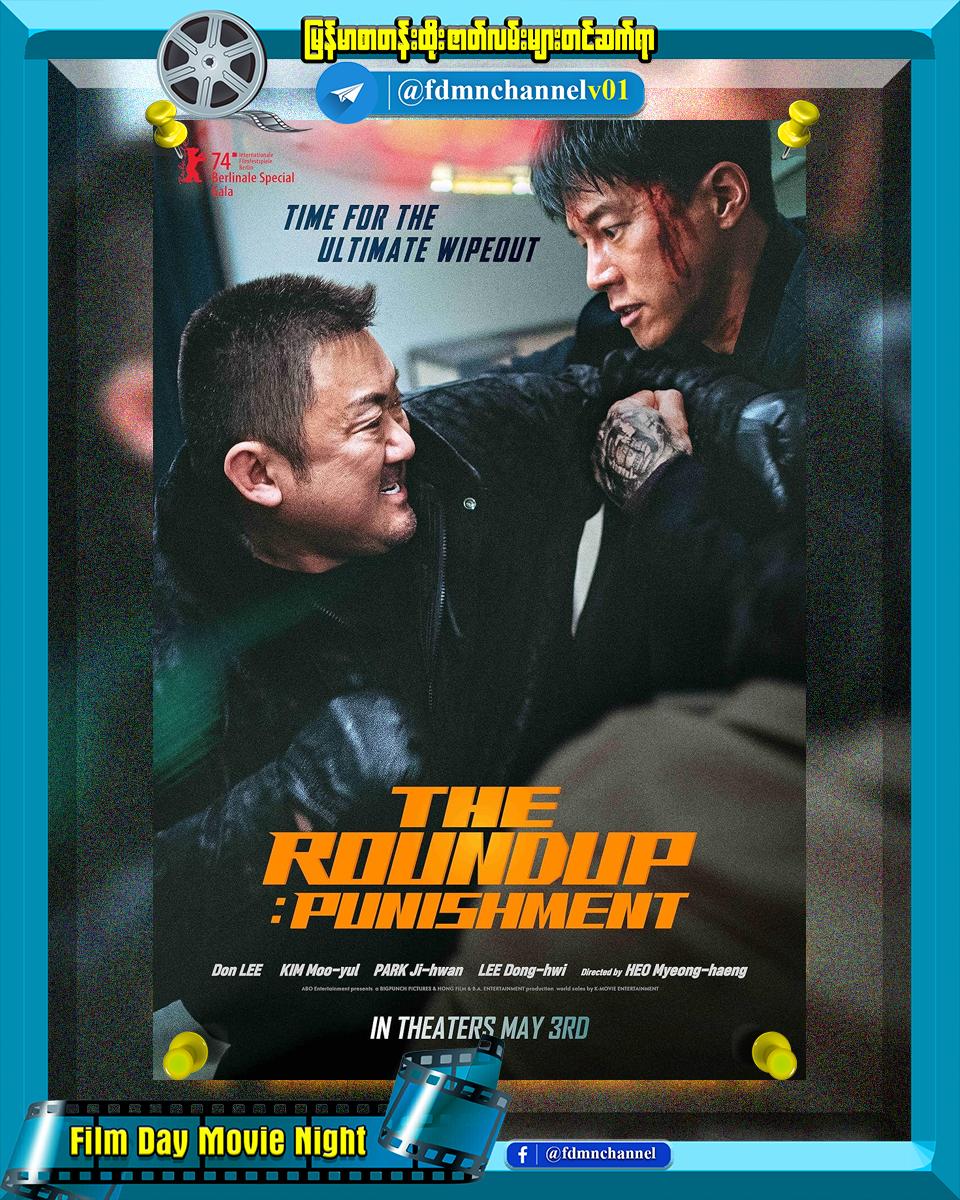 မြန်မာစာတန်းထိုးဇာတ်လမ်းများတင်ဆက်ရာ
@fdmnchannelv01
74
Internationale
Filmfestspiele
Berlin
Berlinale Special
Gala
TIME FOR THE
ULTIMATE WIPEOUT
THE
ROUNDUP
:PUNISHMENT
Don LEE KIM Moo-yul PARK Ji-hwan LEE Dong-hwi Directed by HEO Myeong-haeng
ABO Entertainment presents a BIGPUNCH PICTURES & HONG FILM & B.A. ENTERTAINMENT production world sales by K-MOVIE ENTERTAINMENT
IN THEATERS MAY 3RD
Film Day Movie Night
f @fdmnchannel